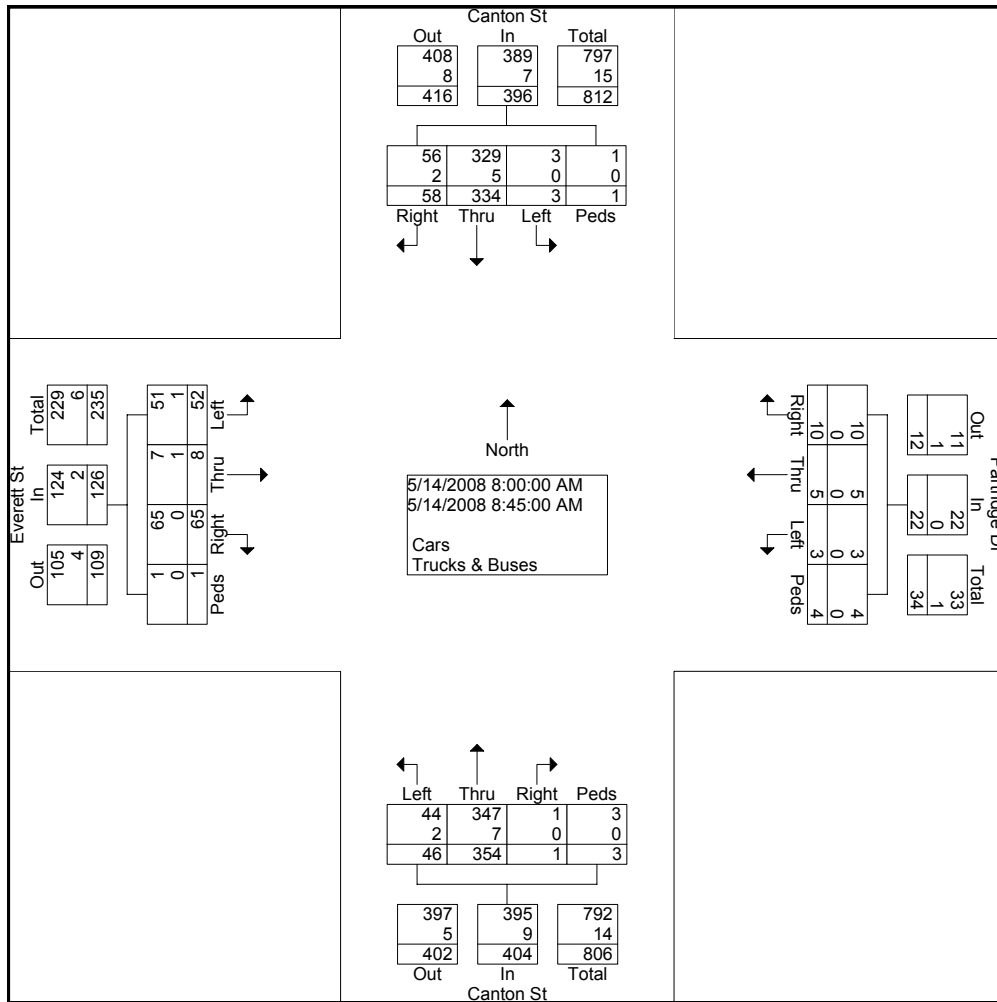 Canton St
Out In Total
408 389 797
8 7 15
416 396 812
56 329 3 1
2 5 0 0
58 334 3 1
Right Thru Left Peds
Everett St
Total In Out
229 124 105
6 2 4
235 126 109
51 7 65 1
1 1 0 0
52 8 65 1
Left Thru Right Peds
North
5/14/2008 8:00:00 AM
5/14/2008 8:45:00 AM
Cars
Trucks & Buses
Right Thru Left Peds
10 5 3 4
0 0 0 0
10 5 3 4
Out In Total
11 22 33
1 0 1
12 22 34
Left Thru Right Peds
44 347 1 3
2 7 0 0
46 354 1 3
397 395 792
5 9 14
402 404 806
Out In Total
Canton St